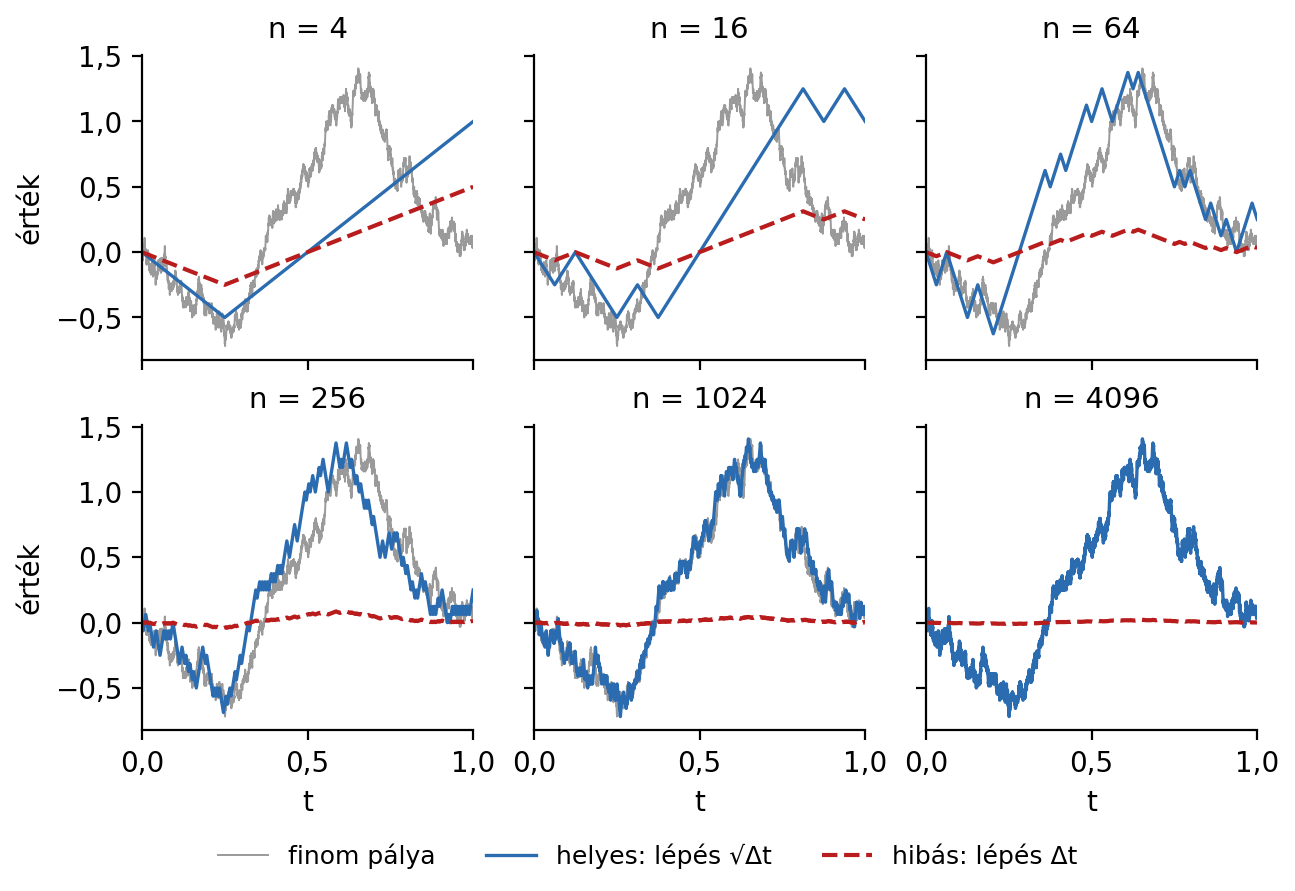 n = 4
n = 16
n = 64
1,5
1,0
0,5
0,0
−0,5
érték
n = 256
n = 1024
n = 4096
1,5
1,0
0,5
0,0
−0,5
érték
0,0 0,5 1,0
0,0 0,5 1,0
0,0 0,5 1,0
t
t
t
finom pálya
helyes: lépés √Δt
hibás: lépés Δt